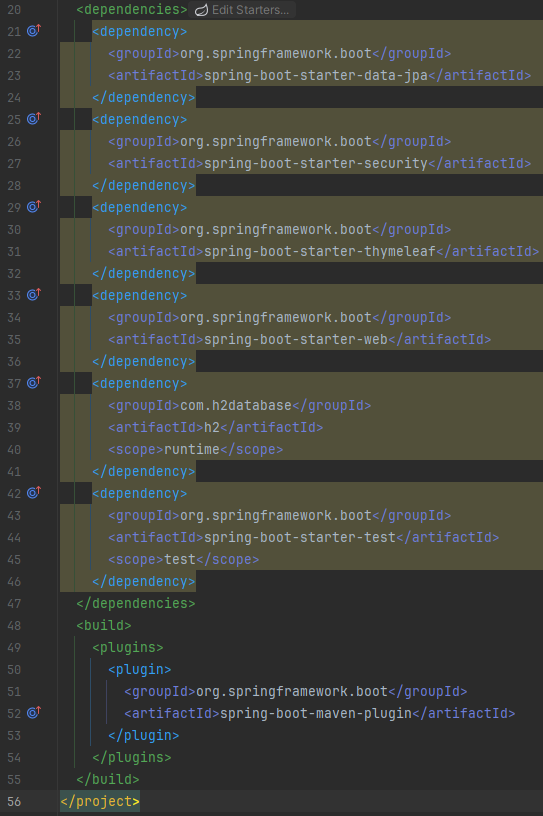 20 <dependencies> Edit Starters...
21 <dependency>
22 <groupId>org.springframework.boot</groupId>
23 <artifactId>spring-boot-starter-data-jpa</artifactId>
24 </dependency>
25 <dependency>
26 <groupId>org.springframework.boot</groupId>
27 <artifactId>spring-boot-starter-security</artifactId>
28 </dependency>
29 <dependency>
30 <groupId>org.springframework.boot</groupId>
31 <artifactId>spring-boot-starter-thymeleaf</artifactId>
32 </dependency>
33 <dependency>
34 <groupId>org.springframework.boot</groupId>
35 <artifactId>spring-boot-starter-web</artifactId>
36 </dependency>
37 <dependency>
38 <groupId>com.h2database</groupId>
39 <artifactId>h2</artifactId>
40 <scope>runtime</scope>
41 </dependency>
42 <dependency>
43 <groupId>org.springframework.boot</groupId>
44 <artifactId>spring-boot-starter-test</artifactId>
45 <scope>test</scope>
46 </dependency>
47 </dependencies>
48 <build>
49 <plugins>
50 <plugin>
51 <groupId>org.springframework.boot</groupId>
52 <artifactId>spring-boot-maven-plugin</artifactId>
53 </plugin>
54 </plugins>
55 </build>
56 </project>